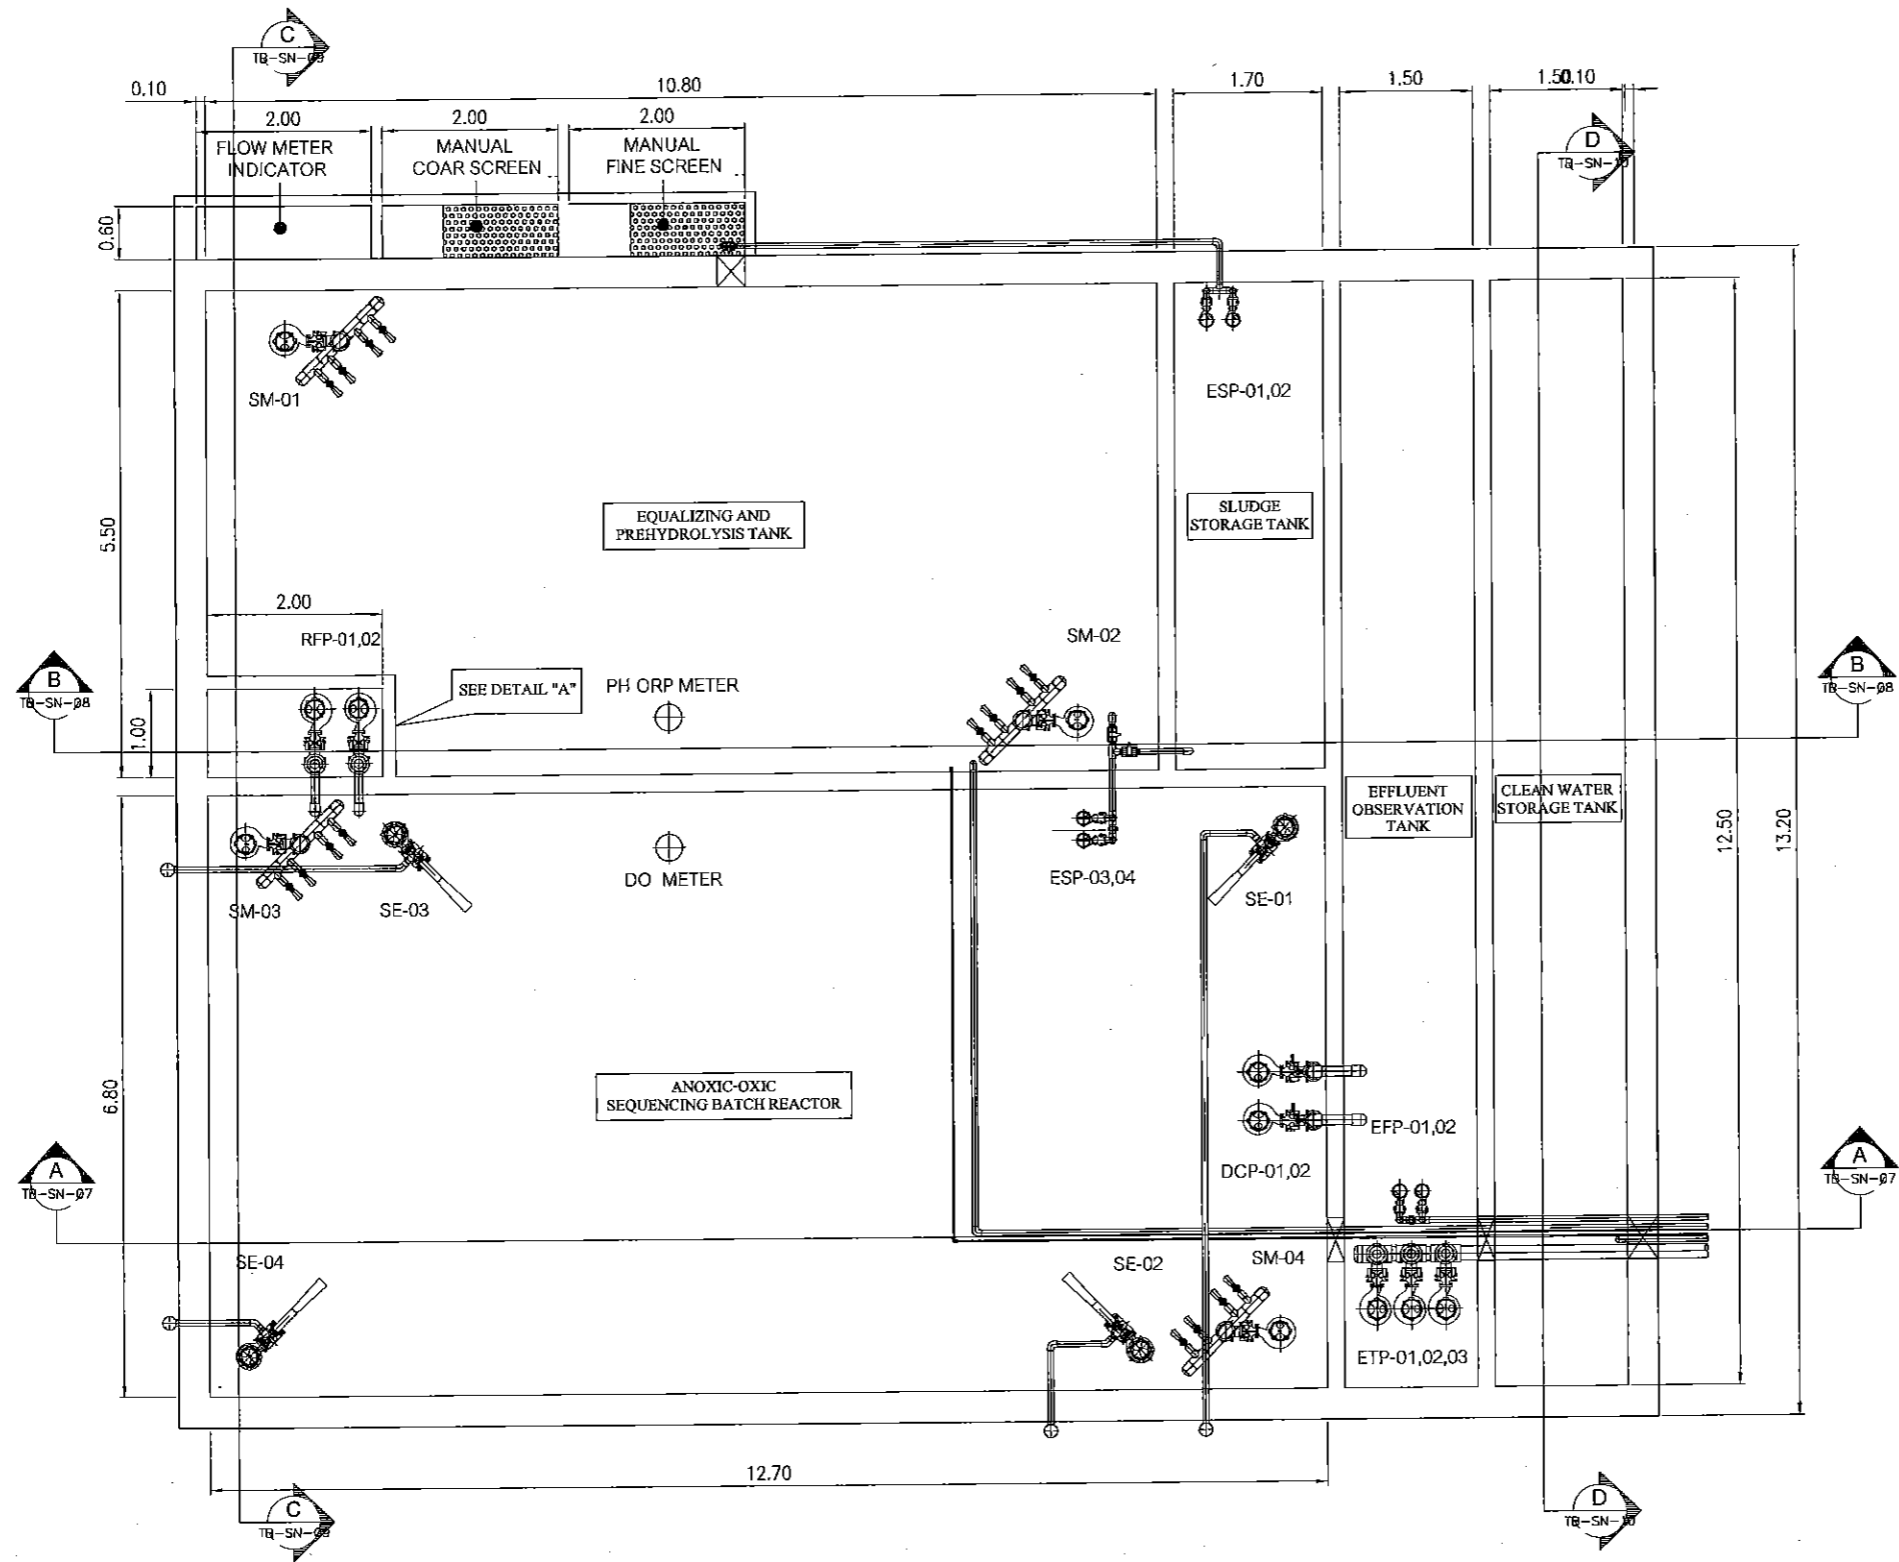 C
TB-SN-09
0.10
10.80
1.70
1.50
1.50
0.10
2.00
2.00
2.00
FLOW METER
INDICATOR
MANUAL
COAR SCREEN
MANUAL
FINE SCREEN
D
TB-SN-10
0.60
SM-01
ESP-01,02
5.50
EQUALIZING AND
PREHYDROLYSIS TANK
SLUDGE
STORAGE TANK
2.00
RFP-01,02
SM-02
B
TB-SN-08
SEE DETAIL "A"
PH ORP METER
B
TB-SN-08
1.00
EFFLUENT
OBSERVATION
TANK
CLEAN WATER
STORAGE TANK
12.50
13.20
DO METER
ESP-03,04
SM-03
SE-03
SE-01
6.80
ANOXIC-OXIC
SEQUENCING BATCH REACTOR
EFP-01,02
DCP-01,02
A
TB-SN-07
A
TB-SN-07
SE-04
SE-02
SM-04
ETP-01,02,03
12.70
C
TB-SN-09
D
TB-SN-10